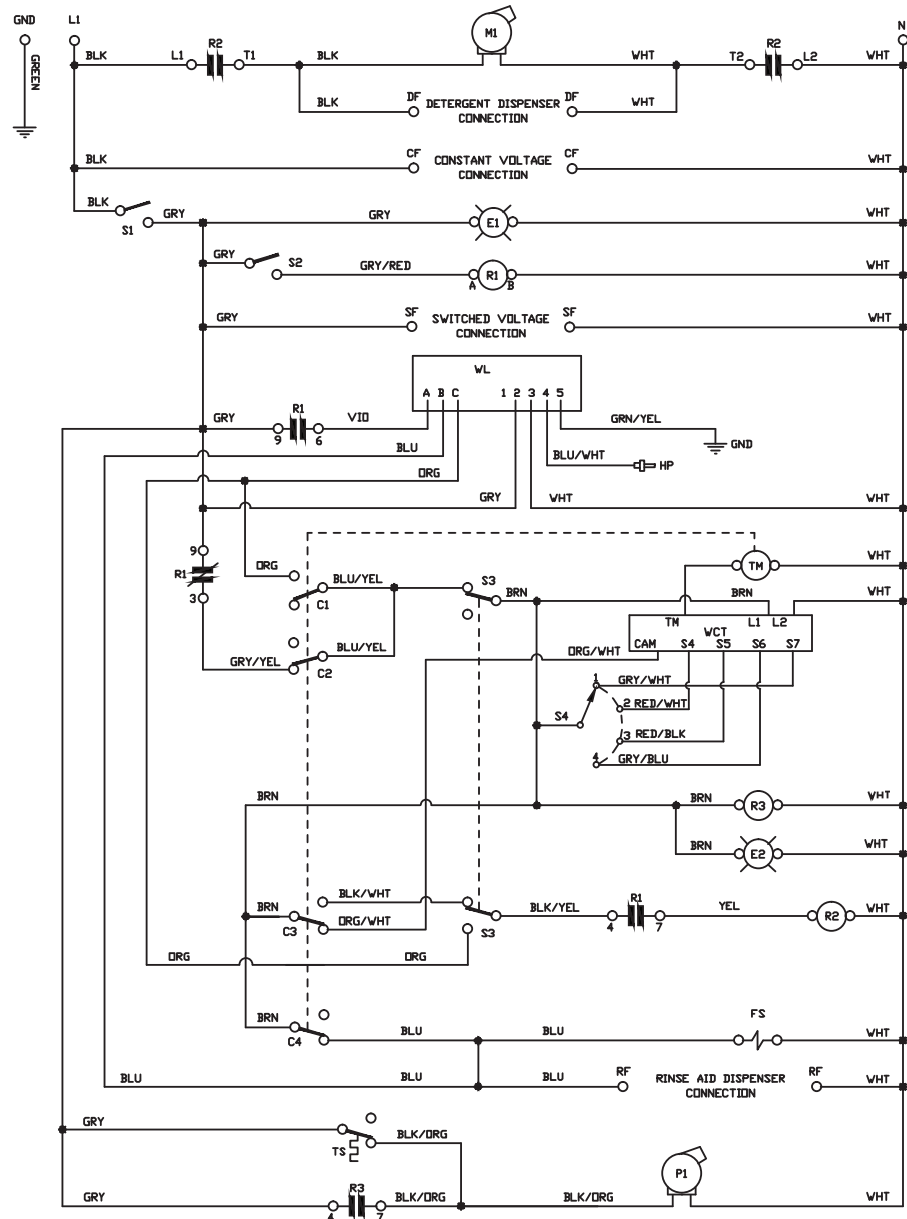 GND L1 N
GREEN
BLK L1 R2 T1 BLK M1 WHT T2 R2 L2 WHT
BLK DF DETERGENT DISPENSER DF WHT
CONNECTION
BLK CF CONSTANT VOLTAGE CF WHT
CONNECTION
BLK S1 GRY GRY E1 WHT
GRY S2 GRY/RED A R1 B WHT
GRY SF SWITCHED VOLTAGE SF WHT
CONNECTION
WL
A B C 1 2 3 4 5
GRY 9 R1 6 VIO GRN/YEL GND
BLU BLU/WHT HP
ORG
GRY WHT WHT
9 R1 3
ORG C1 BLU/YEL S3 BRN TM WHT
BRN WHT
TM L1 L2
WCT
CAM S4 S5 S6 S7
GRY/YEL C2 BLU/YEL ORG/WHT
S4 1 GRY/WHT
2 RED/WHT
3 RED/BLK
4 GRY/BLU
BRN BRN R3 WHT
BRN E2 WHT
BRN C3 BLK/WHT S3 BLK/YEL 4 R1 7 YEL R2 WHT
ORG/WHT
ORG ORG
BRN C4 BLU BLU FS WHT
BLU BLU BLU RF RINSE AID DISPENSER RF WHT
CONNECTION
GRY TS BLK/ORG
GRY 4 R3 7 BLK/ORG BLK/ORG P1 WHT